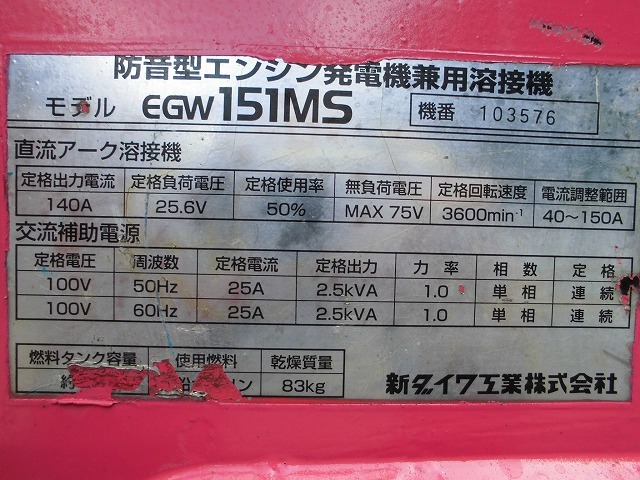 防音型エンジン発電機兼用溶接機
モデル EGW151MS 機番 103576
直流アーク溶接機
定格出力電流 定格負荷電圧 定格使用率 無負荷電圧 定格回転速度 電流調整範囲
140A 25.6V 50% MAX 75V 3600min⁻¹ 40～150A
交流補助電源
定格電圧 周波数 定格電流 定格出力 力率 相数 定格
100V 50Hz 25A 2.5kVA 1.0 単相 連続
100V 60Hz 25A 2.5kVA 1.0 単相 連続
燃料タンク容量 使用燃料 乾燥質量
約 83kg
新ダイワ工業株式会社